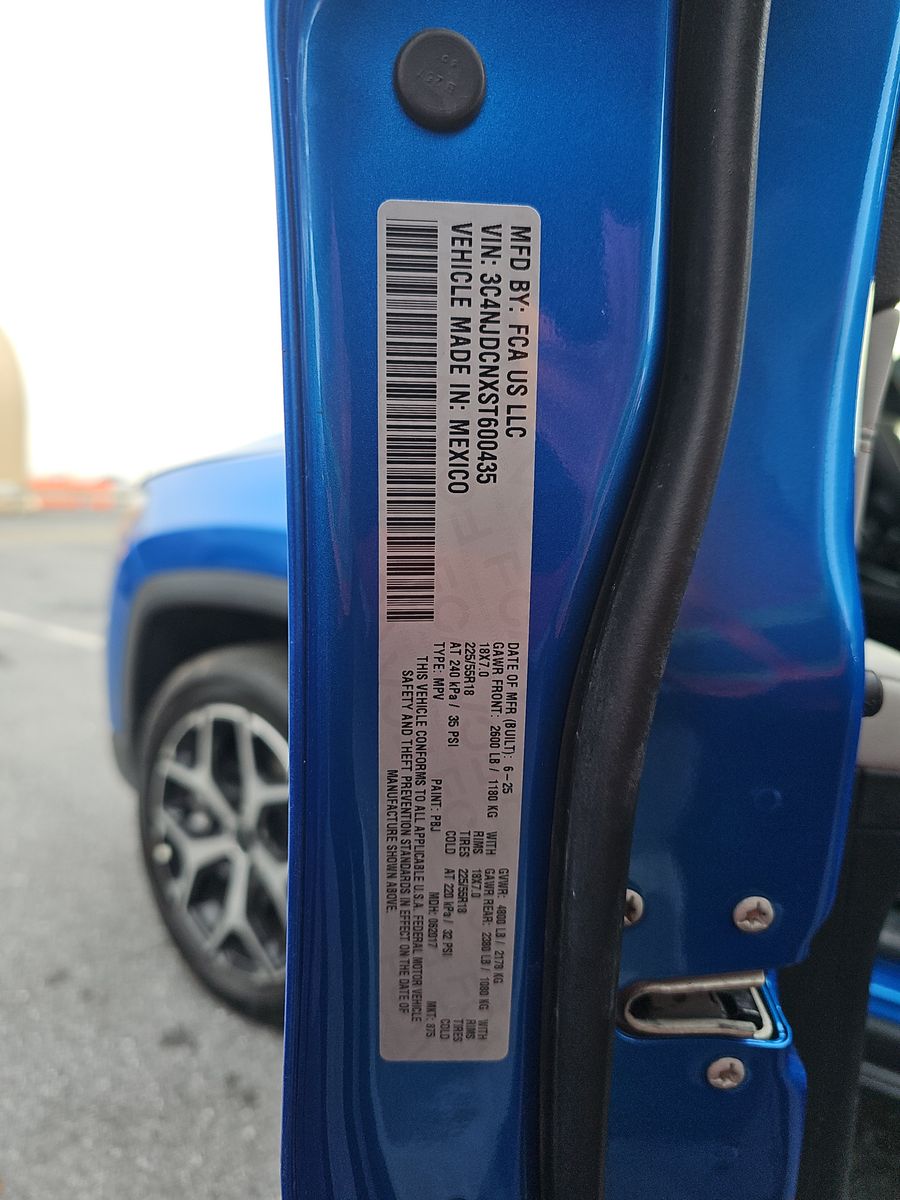 MFD BY: FCA US LLC
VIN: 3C4NJDCNXST600435
VEHICLE MADE IN: MEXICO
DATE OF MFR (BUILT): 6-25 GVWR: 4800 LB / 2178 KG
GAWR FRONT: 2600 LB / 1180 KG WITH GAWR REAR 2380 LB / 1080 KG WITH
18X7.0 RIMS 18X7.0 RIMS
225/55R18 TIRES 225/55R18 TIRES
AT 240 kPa / 35 PSI COLD AT 220 kPa / 32 PSI COLD
TYPE: MPV PAINT: PBJ MDH: 062017 MKT: 875
THIS VEHICLE CONFORMS TO ALL APPLICABLE U.S.A. FEDERAL MOTOR VEHICLE
SAFETY AND THEFT PREVENTION STANDARDS IN EFFECT ON THE DATE OF
MANUFACTURE SHOWN ABOVE.